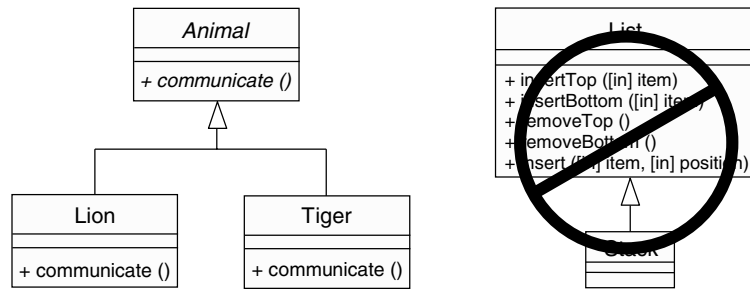 Animal
+ communicate ()
Lion
+ communicate ()
Tiger
+ communicate ()
List
+ insertTop ([in] item)
+ insertBottom ([in] item)
+ removeTop ()
+ removeBottom ()
+ insert ([in] item, [in] position)
Stack